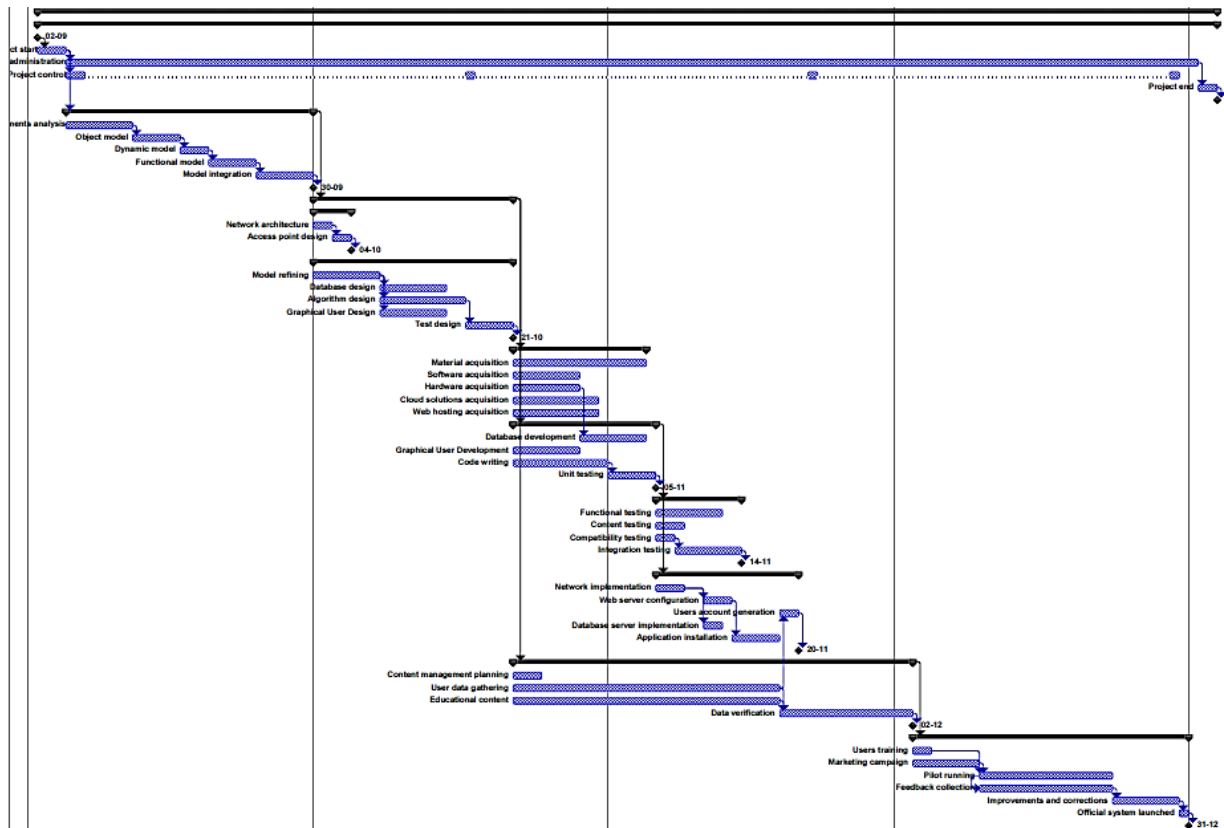 02-09
ct start
administration
Project control
Project end
nents analysis
Object model
Dynamic model
Functional model
Model integration
30-09
Network architecture
Access point design
04-10
Model refining
Database design
Algorithm design
Graphical User Design
Test design
21-10
Material acquisition
Software acquisition
Hardware acquisition
Cloud solutions acquisition
Web hosting acquisition
Database development
Graphical User Development
Code writing
Unit testing
05-11
Functional testing
Content testing
Compatibility testing
Integration testing
14-11
Network implementation
Web server configuration
Users account generation
Database server implementation
Application installation
20-11
Content management planning
User data gathering
Educational content
Data verification
02-12
Users training
Marketing campaign
Pilot running
Feedback collection
Improvements and corrections
Official system launched
31-12